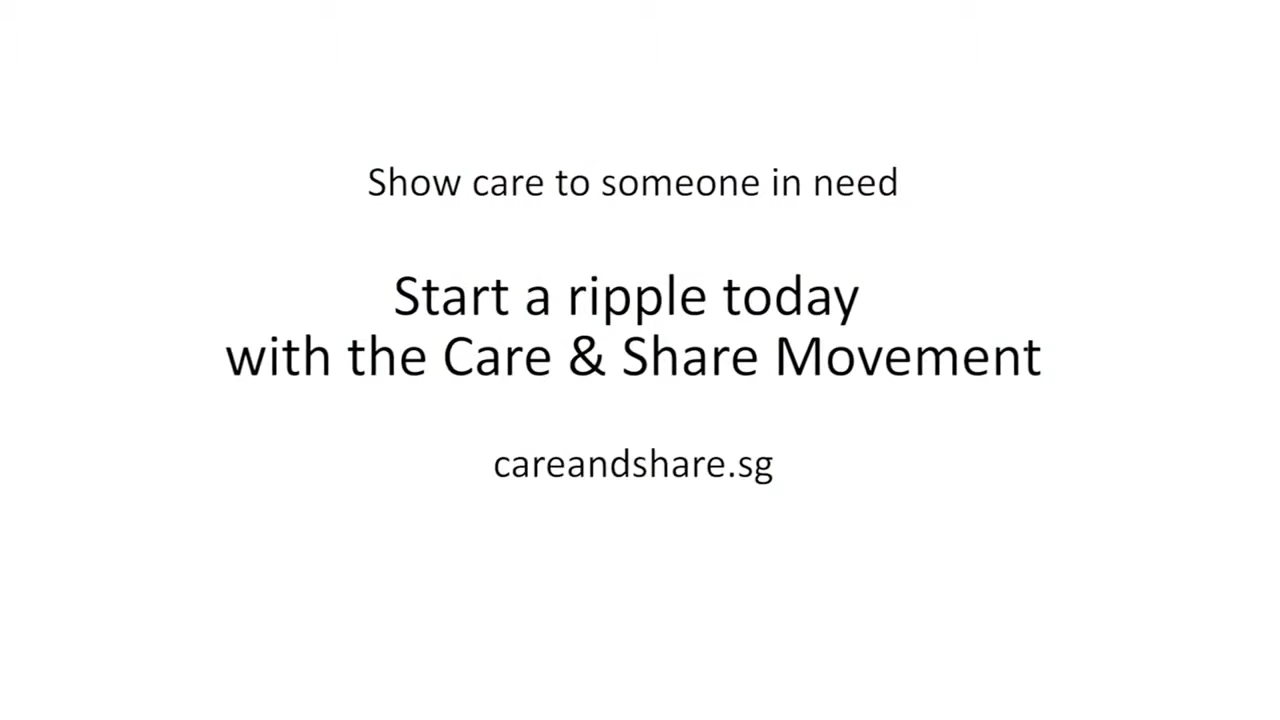 Show care to someone in need
Start a ripple today
with the Care & Share Movement
careandshare.sg